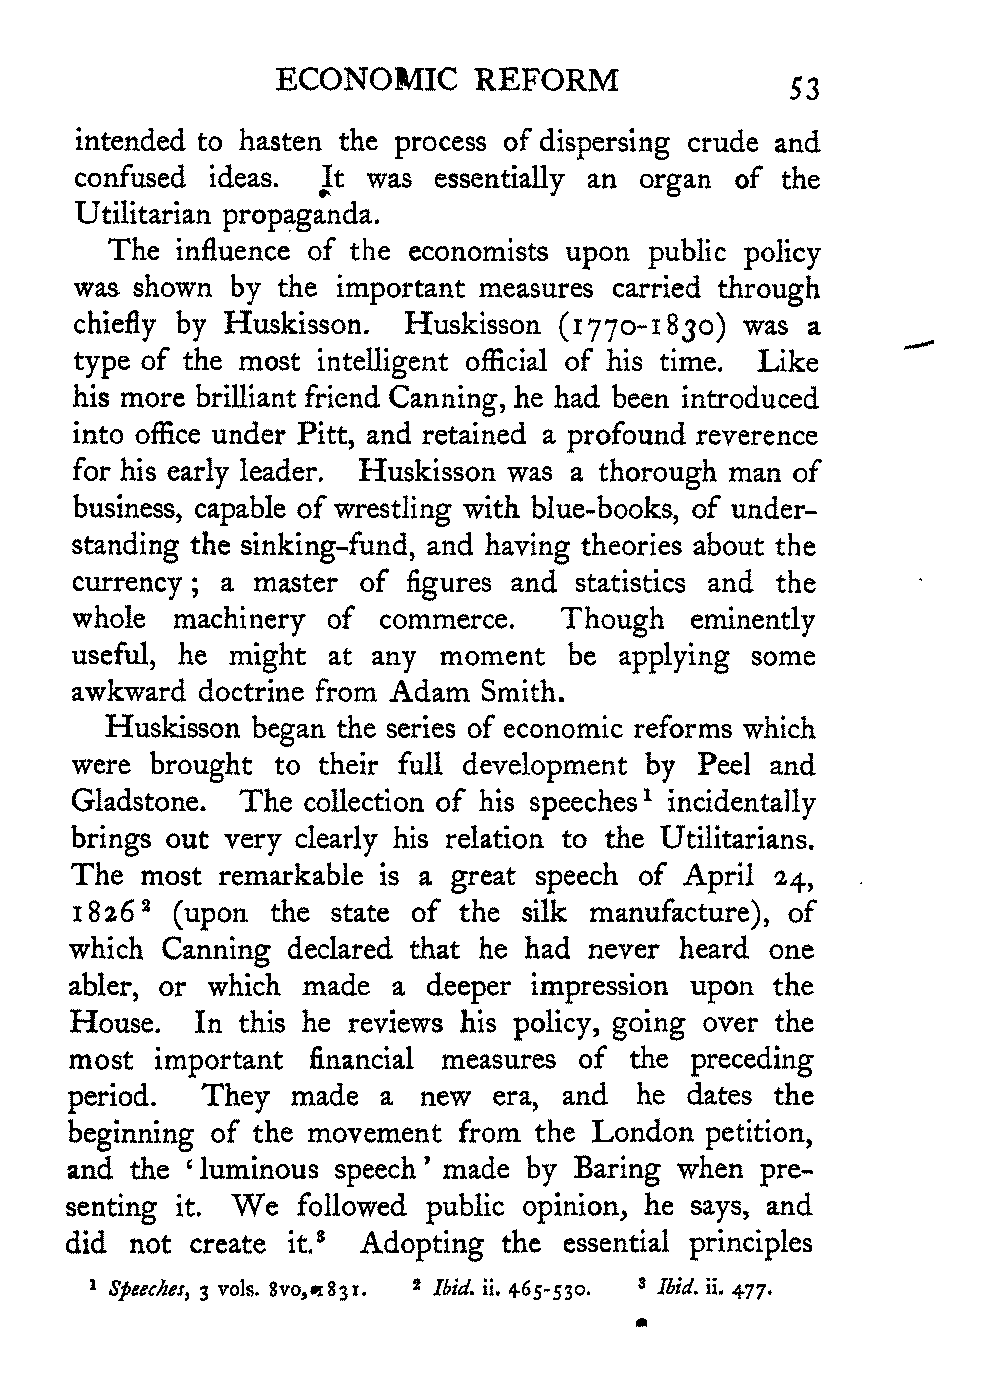 ECONOMIC REFORM 53
intended to hasten the process of dispersing crude and
confused ideas. It was essentially an organ of the
Utilitarian propaganda.
The influence of the economists upon public policy
was shown by the important measures carried through
chiefly by Huskisson. Huskisson (1770-1830) was a
type of the most intelligent official of his time. Like
his more brilliant friend Canning, he had been introduced
into office under Pitt, and retained a profound reverence
for his early leader. Huskisson was a thorough man of
business, capable of wrestling with blue-books, of under-
standing the sinking-fund, and having theories about the
currency ; a master of figures and statistics and the
whole machinery of commerce. Though eminently
useful, he might at any moment be applying some
awkward doctrine from Adam Smith.
Huskisson began the series of economic reforms which
were brought to their full development by Peel and
Gladstone. The collection of his speeches¹ incidentally
brings out very clearly his relation to the Utilitarians.
The most remarkable is a great speech of April 24,
1826² (upon the state of the silk manufacture), of
which Canning declared that he had never heard one
abler, or which made a deeper impression upon the
House. In this he reviews his policy, going over the
most important financial measures of the preceding
period. They made a new era, and he dates the
beginning of the movement from the London petition,
and the ‘luminous speech’ made by Baring when pre-
senting it. We followed public opinion, he says, and
did not create it.³ Adopting the essential principles
¹ Speeches, 3 vols. 8vo, 1831. ² Ibid. ii. 465-530. ³ Ibid. ii. 477.